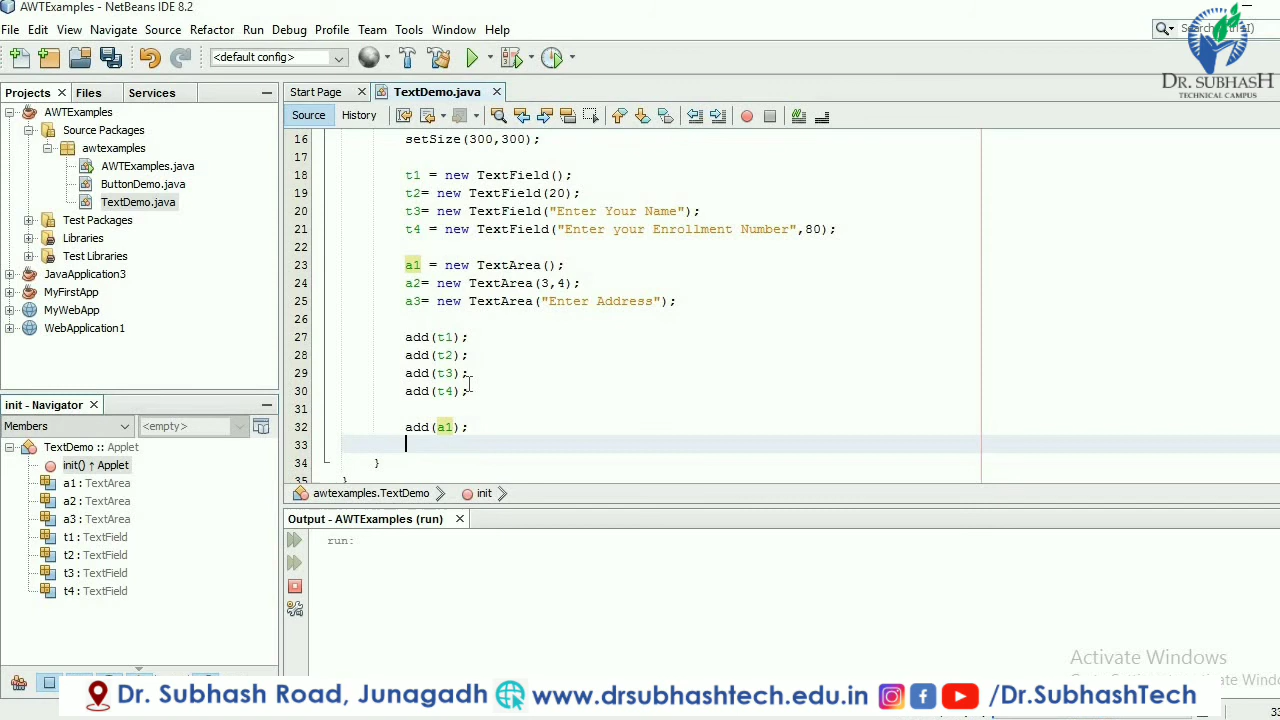 AWTExamples - NetBeans IDE 8.2
File Edit View Navigate Source Refactor Run Debug Profile Team Tools Window Help
<default config>
DR. SUBHASH
TECHNICAL CAMPUS
Projects Files Services
Start Page TextDemo.java
Source History
AWTExamples
Source Packages
awtexamples
AWTExamples.java
ButtonDemo.java
TextDemo.java
Test Packages
Libraries
Test Libraries
JavaApplication3
MyFirstApp
MyWebApp
WebApplication1
16 setSize(300,300);
17
18 t1 = new TextField();
19 t2= new TextField(20);
20 t3= new TextField("Enter Your Name");
21 t4 = new TextField("Enter your Enrollment Number",80);
22
23 a1 = new TextArea();
24 a2= new TextArea(3,4);
25 a3= new TextArea("Enter Address");
26
27 add(t1);
28 add(t2);
29 add(t3);
30 add(t4);
31
32 add(a1);
33
34 }
35 }
init - Navigator
Members <empty>
TextDemo :: Applet
init() ↑ Applet
a1 : TextArea
a2 : TextArea
a3 : TextArea
t1 : TextField
t2 : TextField
t3 : TextField
t4 : TextField
awtexamples.TextDemo init
Output - AWTExamples (run)
run:
Activate Windows
Dr. Subhash Road, Junagadh www.drsubhashtech.edu.in /Dr.SubhashTech